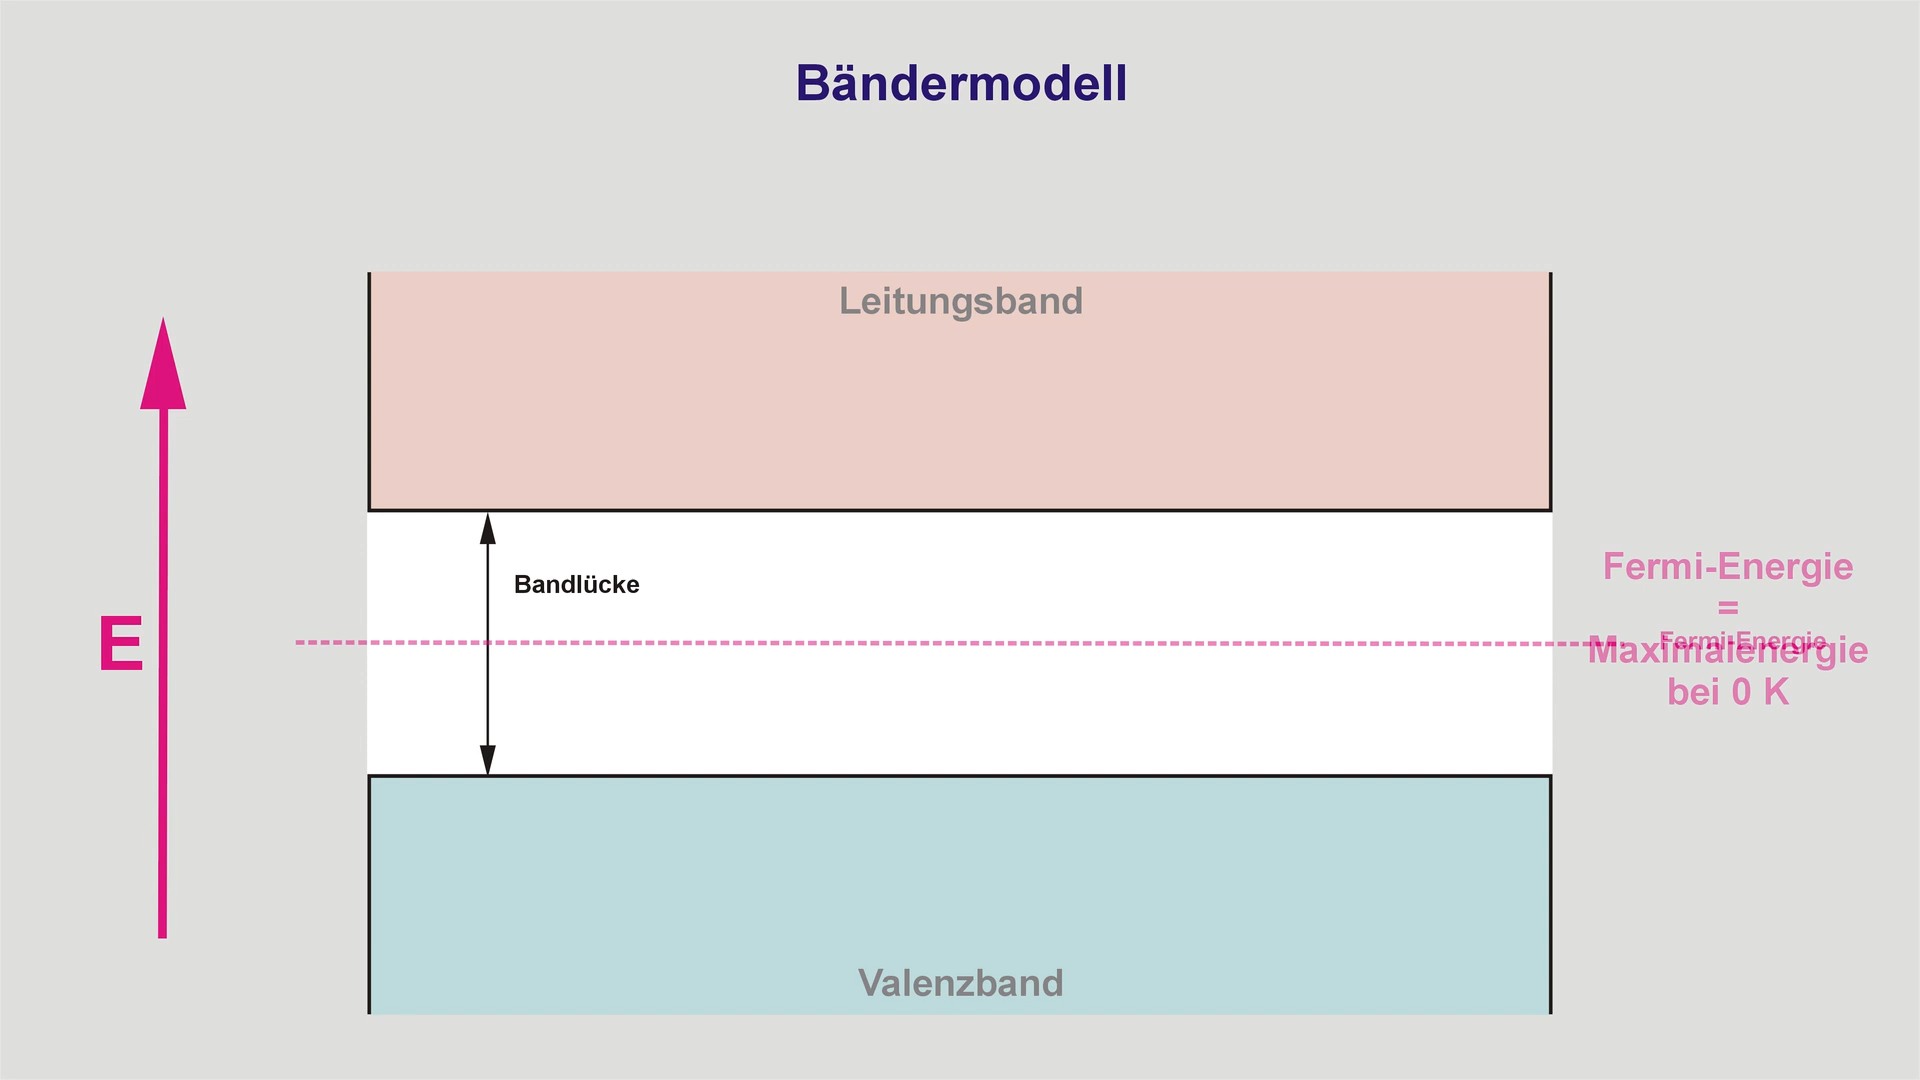 Bändermodell
Leitungsband
Bandlücke
E
Fermi-Energie
=
Fermi-Energie
Maximalenergie
bei 0 K
Valenzband